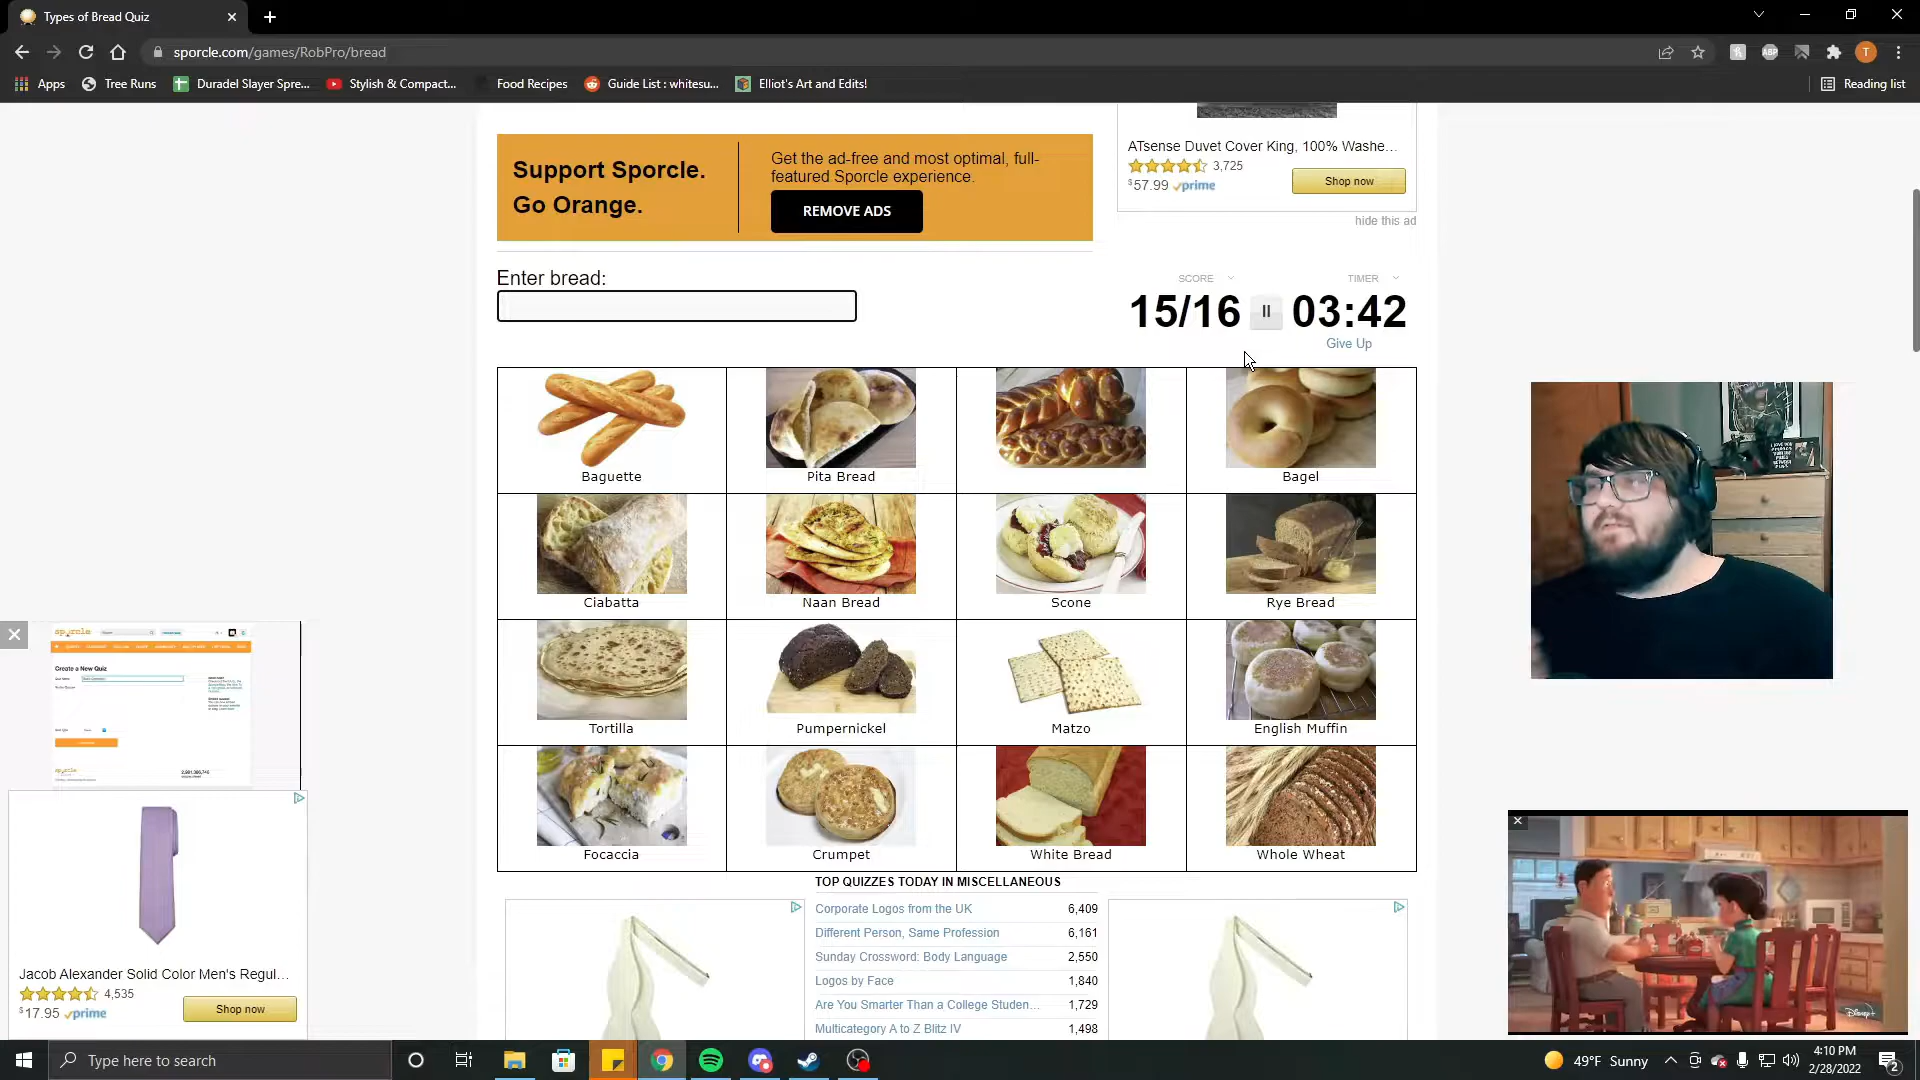 Types of Bread Quiz
sporcle.com/games/RobPro/bread
ABP
T
Apps
Tree Runs
Duradel Slayer Spre...
Stylish & Compact...
Food Recipes
Guide List : whitesu...
Elliot's Art and Edits!
Reading list
Support Sporcle.
Go Orange.
Get the ad-free and most optimal, full-
featured Sporcle experience.
REMOVE ADS
ATsense Duvet Cover King, 100% Washe...
3,725
$57.99 prime
Shop now
hide this ad
Enter bread:
SCORE
TIMER
15/16
03:42
Give Up
Baguette
Pita Bread
Bagel
Ciabatta
Naan Bread
Scone
Rye Bread
Tortilla
Pumpernickel
Matzo
English Muffin
Focaccia
Crumpet
White Bread
Whole Wheat
sporcle
Create a New Quiz
Jacob Alexander Solid Color Men's Regul...
4,535
$17.95 prime
Shop now
TOP QUIZZES TODAY IN MISCELLANEOUS
Corporate Logos from the UK 6,409
Different Person, Same Profession 6,161
Sunday Crossword: Body Language 2,550
Logos by Face 1,840
Are You Smarter Than a College Studen... 1,729
Multicategory A to Z Blitz IV 1,498
Disney+
Type here to search
49°F Sunny
4:10 PM
2/28/2022
2